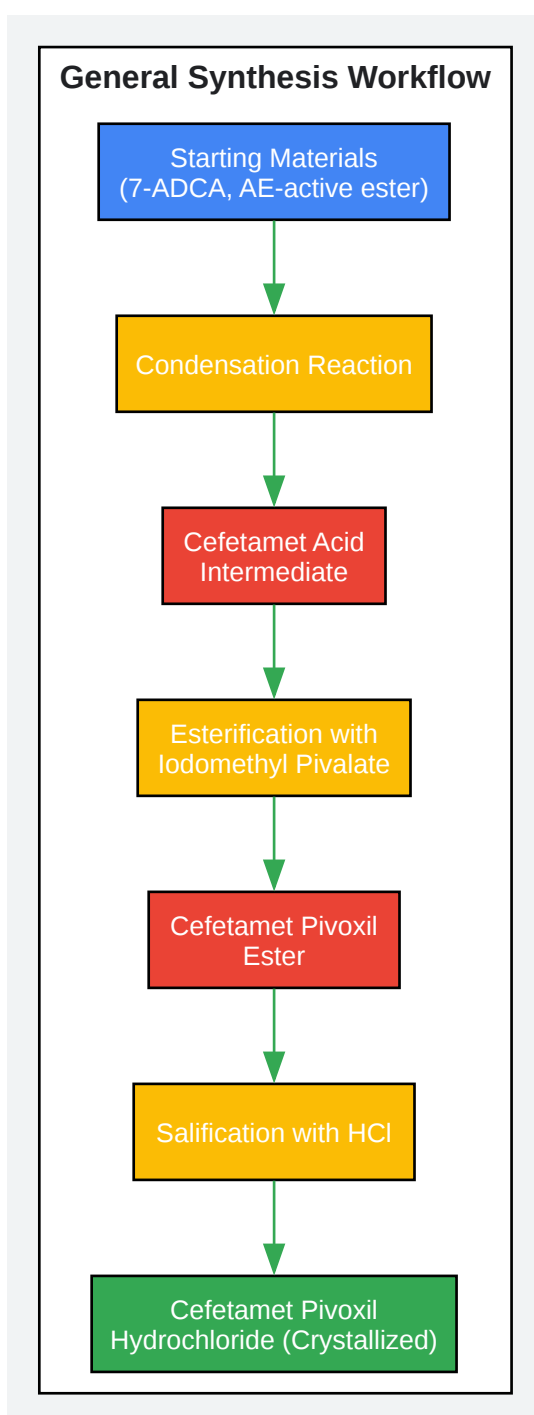 General Synthesis Workflow
Starting Materials
(7-ADCA, AE-active ester)
Condensation Reaction
Cefetamet Acid
Intermediate
Esterification with
Iodomethyl Pivalate
Cefetamet Pivoxil
Ester
Salification with HCl
Cefetamet Pivoxil
Hydrochloride (Crystallized)